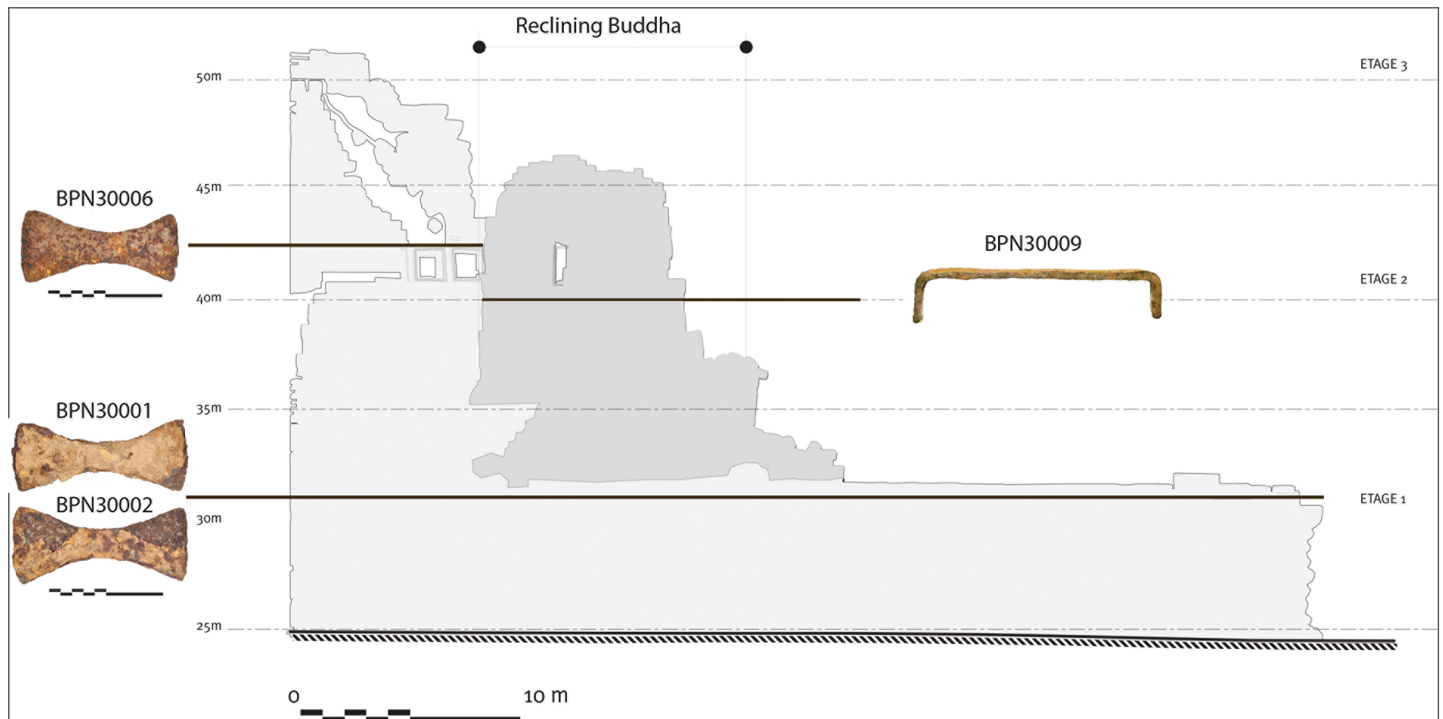 Reclining Buddha
50m
ETAGE 3
45m
BPN30006
BPN30009
ETAGE 2
40m
BPN30001
35m
BPN30002
ETAGE 1
30m
25m
0 10 m